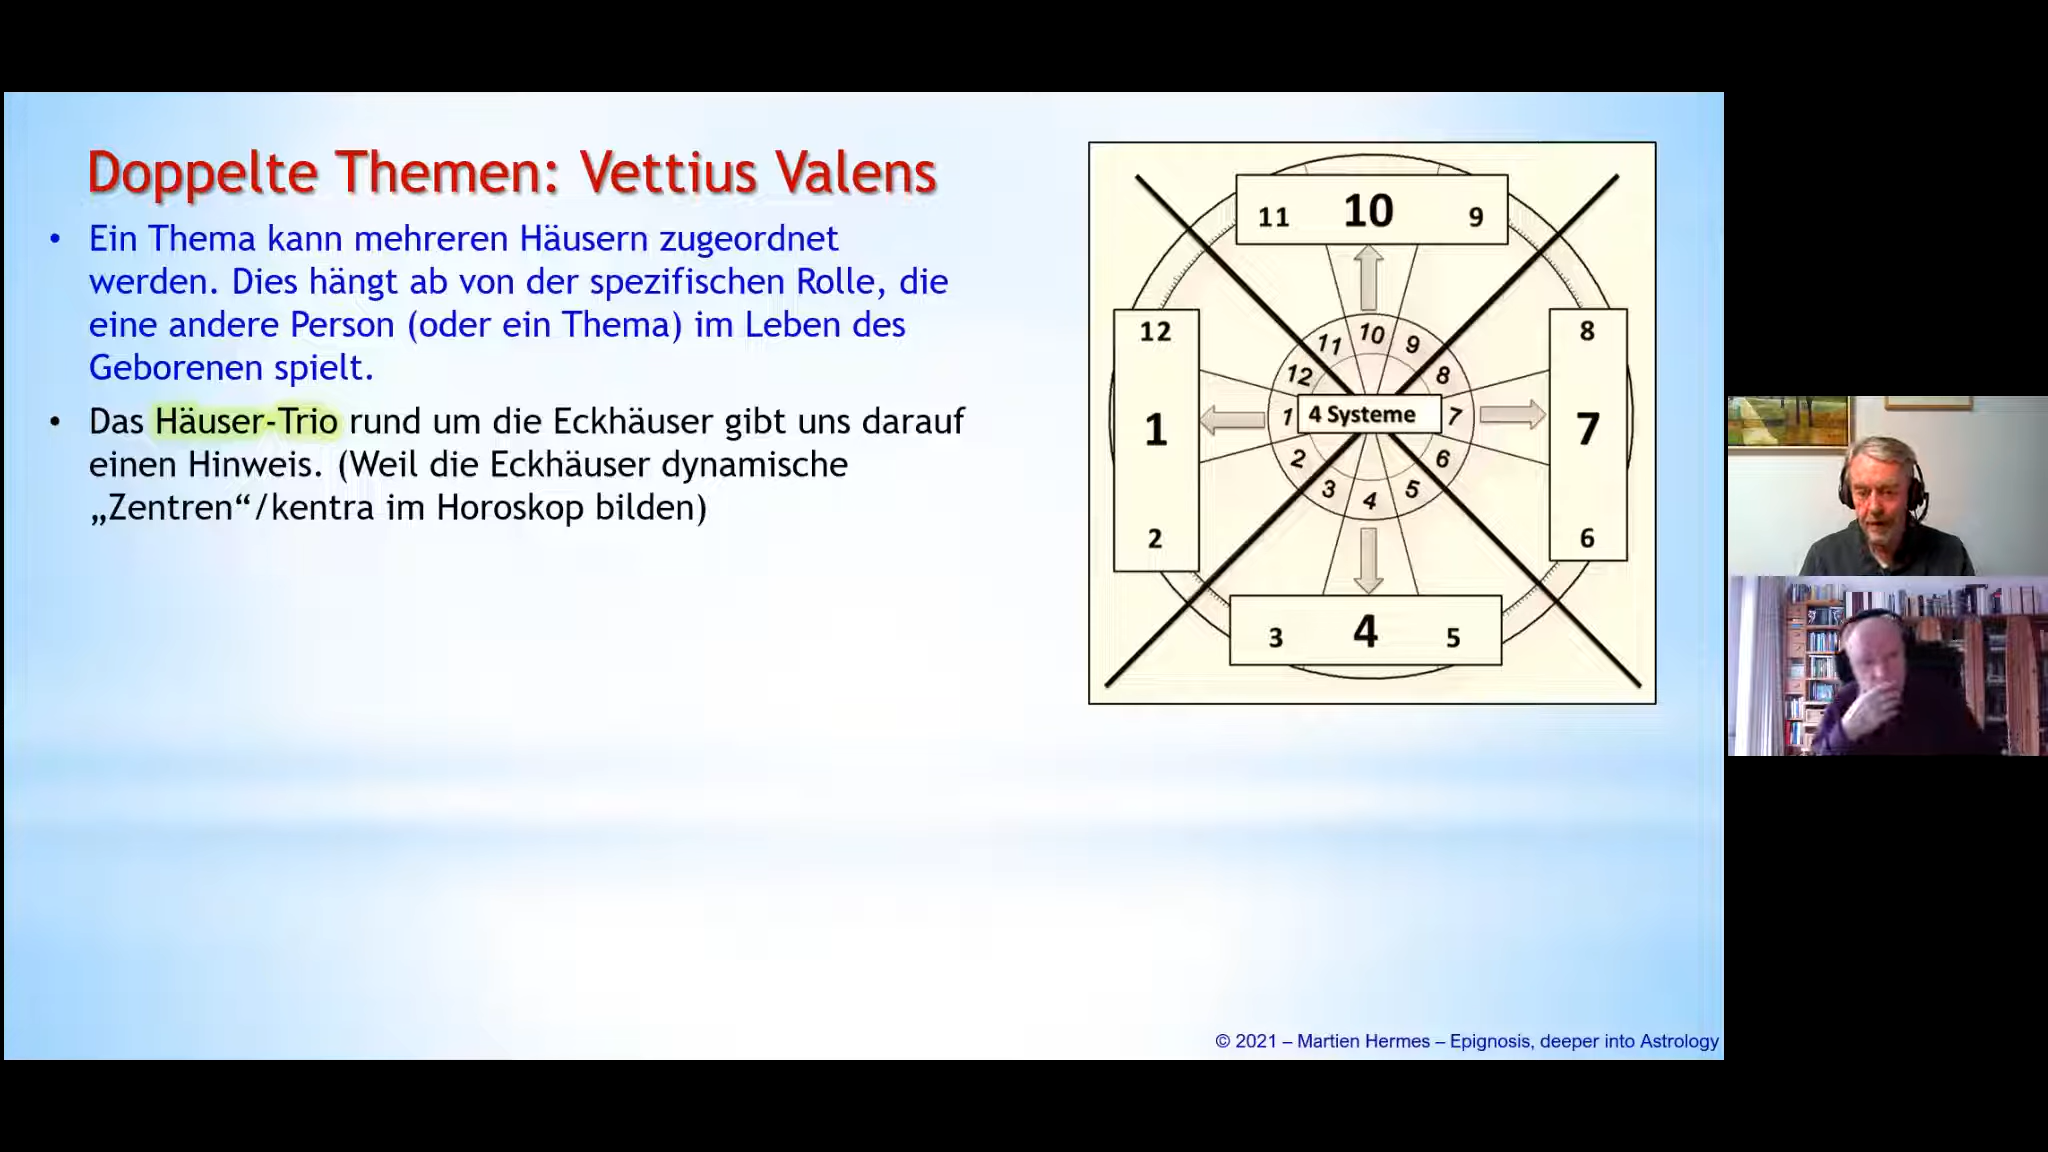 Doppelte Themen: Vettius Valens
• Ein Thema kann mehreren Häusern zugeordnet
werden. Dies hängt ab von der spezifischen Rolle, die
eine andere Person (oder ein Thema) im Leben des
Geborenen spielt.
• Das Häuser-Trio rund um die Eckhäuser gibt uns darauf
einen Hinweis. (Weil die Eckhäuser dynamische
„Zentren“/kentra im Horoskop bilden)
11 10 9
12
1
2
8
7
6
3 4 5
10
11
9
12
8
1
4 Systeme
7
2
6
3
5
4
© 2021 – Martien Hermes – Epignosis, deeper into Astrology